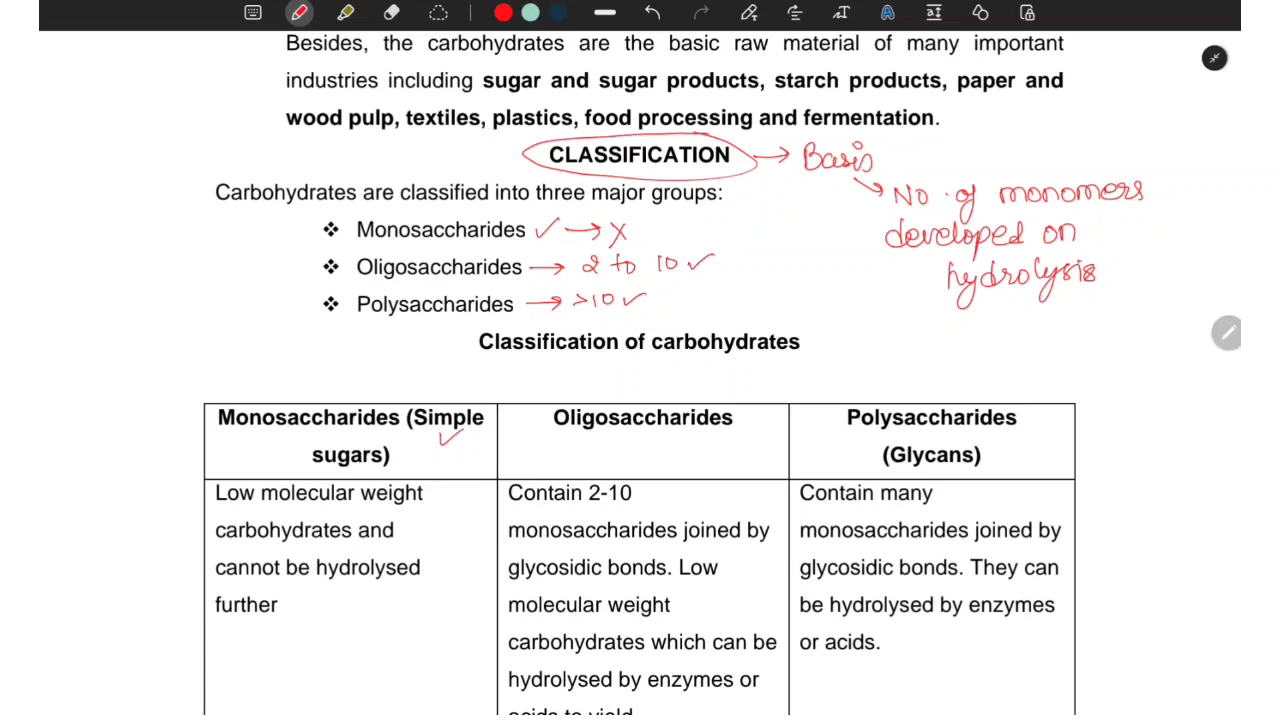 Besides, the carbohydrates are the basic raw material of many important
industries including sugar and sugar products, starch products, paper and
wood pulp, textiles, plastics, food processing and fermentation.
CLASSIFICATION → Basis
Carbohydrates are classified into three major groups:
→ No. of monomers
❖ Monosaccharides ✓ → X
developed on
❖ Oligosaccharides → 2 to 10 ✓
hydrolysis
❖ Polysaccharides → >10 ✓
Classification of carbohydrates
Monosaccharides (Simple
sugars)
Oligosaccharides
Polysaccharides
(Glycans)
Low molecular weight
carbohydrates and
cannot be hydrolysed
further
Contain 2-10
monosaccharides joined by
glycosidic bonds. Low
molecular weight
carbohydrates which can be
hydrolysed by enzymes or
acids to yield
Contain many
monosaccharides joined by
glycosidic bonds. They can
be hydrolysed by enzymes
or acids.